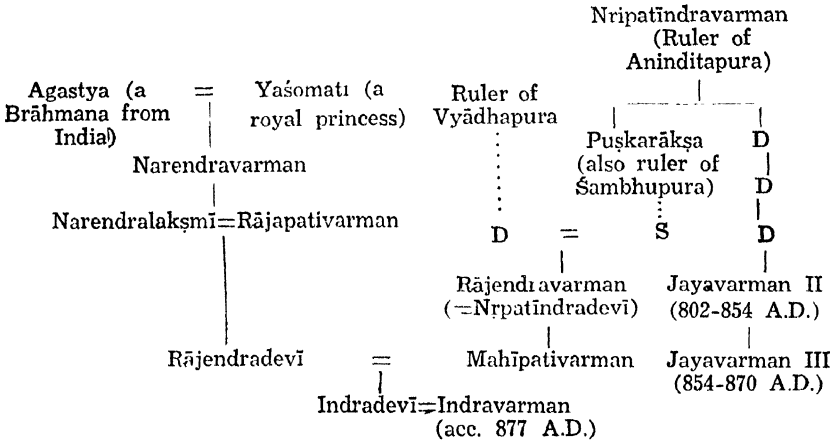 Nripatīndravarman
(Ruler of
Aninditapura)
Agastya (a = Yaśomatı (a
Brāhmana from royal princess)
India)
Ruler of
Vyādhapura
Puṣkarākṣa D
(also ruler of
Śambhupura) D
Narendravarman
Narendralakṣmī=Rājapativarman
D = S D
Rājendravarman Jayavarman II
(=Nṛpatīndradevī) (802-854 A.D.)
Rājendradevī = Mahīpativarman Jayavarman III
(854-870 A.D.)
Indradevī=Indravarman
(acc. 877 A.D.)